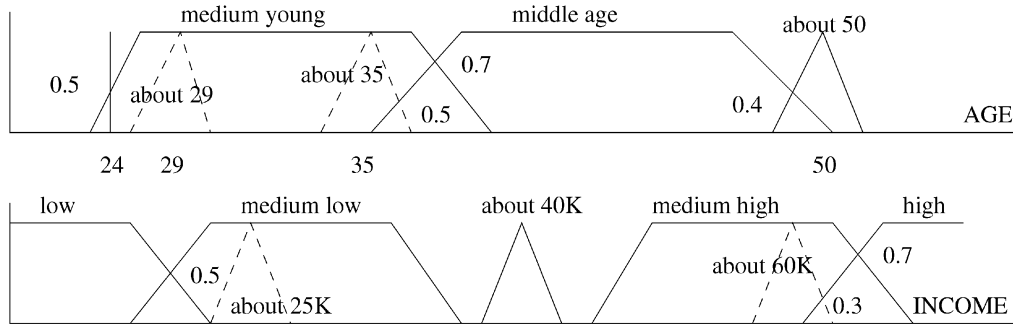 medium young middle age about 50
0.5 about 29 about 35 0.7 0.5 0.4 AGE
24 29 35 50
low medium low about 40K medium high high
0.5 about 25K about 60K 0.7 0.3 INCOME